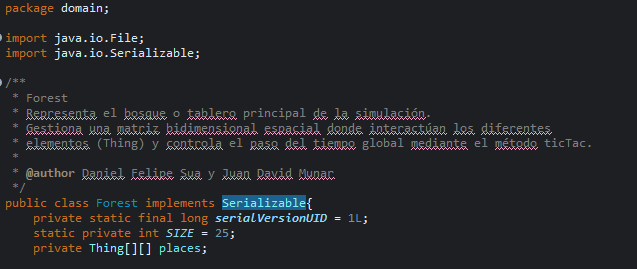 package domain;
import java.io.File;
import java.io.Serializable;
/**
* Forest
* Representa el bosque o tablero principal de la simulación.
* Gestiona una matriz bidimensional espacial donde interactúan los diferentes
* elementos (Thing) y controla el paso del tiempo global mediante el método ticTac.
*
* @author Daniel Felipe Sua y Juan David Munar
*/
public class Forest implements Serializable{
private static final long serialVersionUID = 1L;
static private int SIZE = 25;
private Thing[][] places;